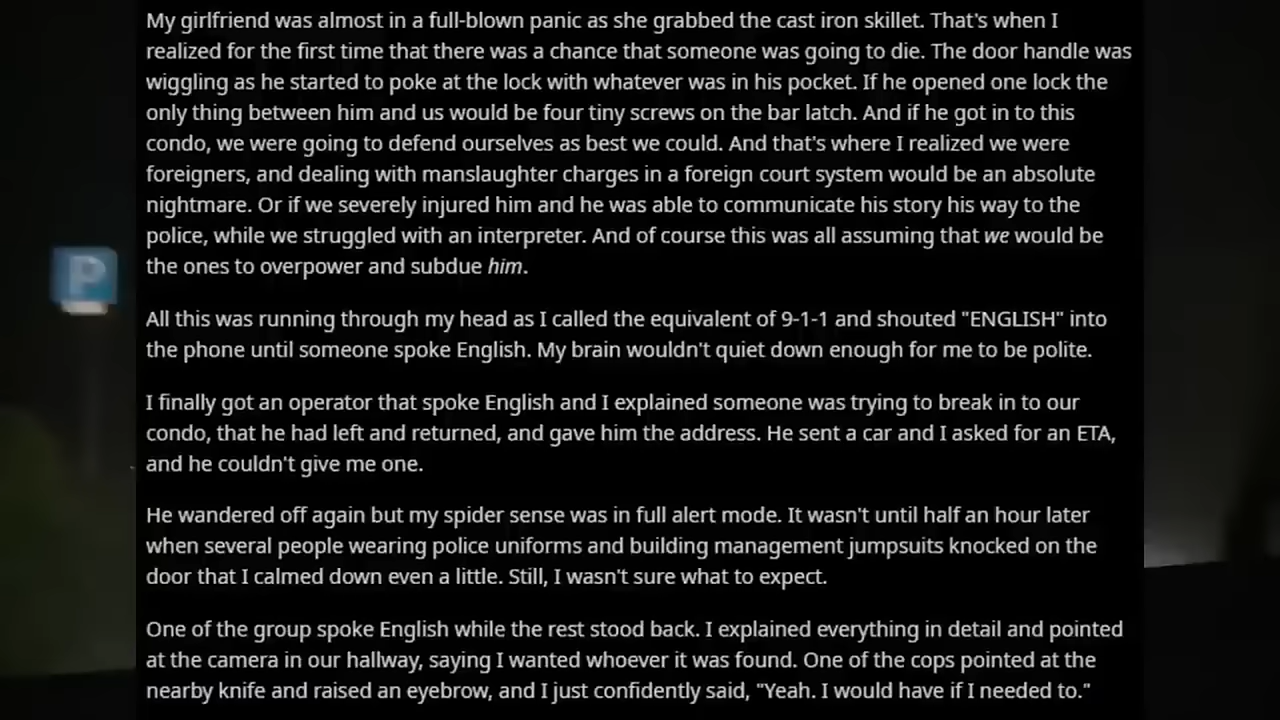 My girlfriend was almost in a full-blown panic as she grabbed the cast iron skillet. That's when I
realized for the first time that there was a chance that someone was going to die. The door handle was
wiggling as he started to poke at the lock with whatever was in his pocket. If he opened one lock the
only thing between him and us would be four tiny screws on the bar latch. And if he got in to this
condo, we were going to defend ourselves as best we could. And that's where I realized we were
foreigners, and dealing with manslaughter charges in a foreign court system would be an absolute
nightmare. Or if we severely injured him and he was able to communicate his story his way to the
police, while we struggled with an interpreter. And of course this was all assuming that we would be
the ones to overpower and subdue him.
All this was running through my head as I called the equivalent of 9-1-1 and shouted "ENGLISH" into
the phone until someone spoke English. My brain wouldn't quiet down enough for me to be polite.
I finally got an operator that spoke English and I explained someone was trying to break in to our
condo, that he had left and returned, and gave him the address. He sent a car and I asked for an ETA,
and he couldn't give me one.
He wandered off again but my spider sense was in full alert mode. It wasn't until half an hour later
when several people wearing police uniforms and building management jumpsuits knocked on the
door that I calmed down even a little. Still, I wasn't sure what to expect.
One of the group spoke English while the rest stood back. I explained everything in detail and pointed
at the camera in our hallway, saying I wanted whoever it was found. One of the cops pointed at the
nearby knife and raised an eyebrow, and I just confidently said, "Yeah. I would have if I needed to."
P